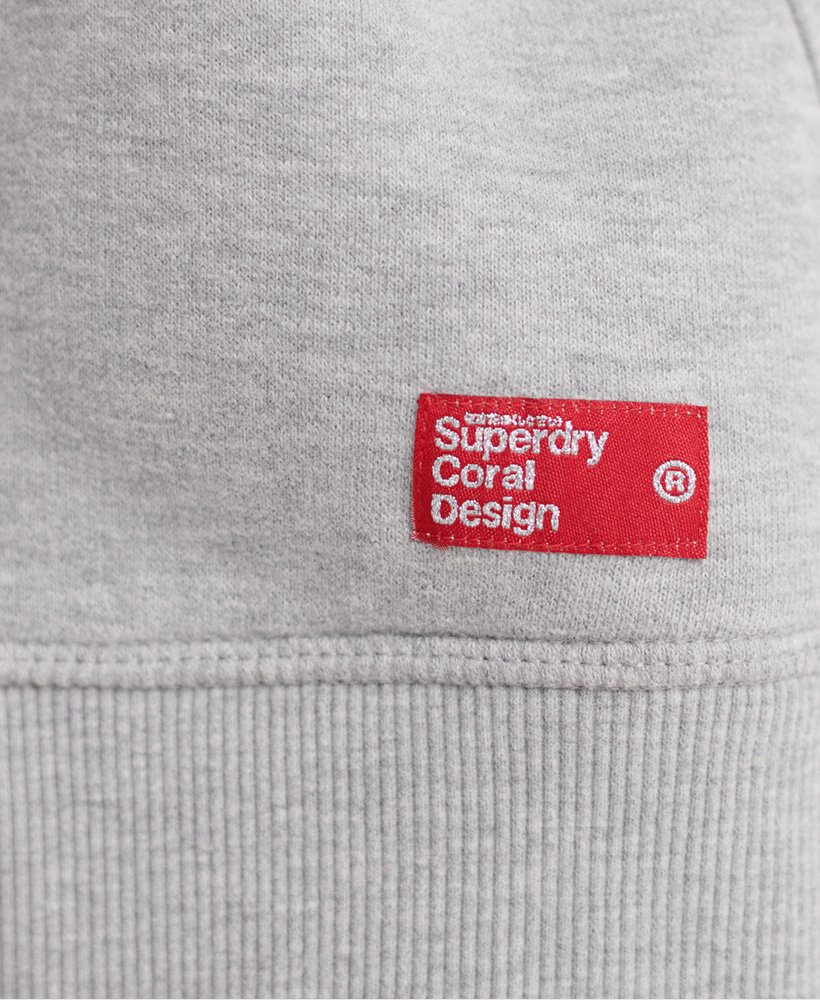 Superdry
Coral
Design
®